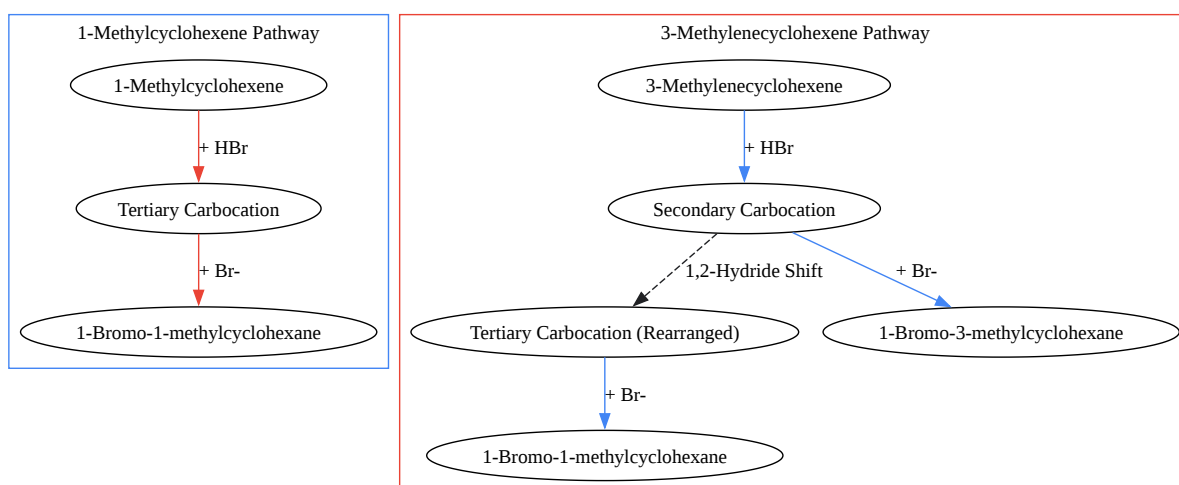 1-Methylcyclohexene Pathway
1-Methylcyclohexene
+ HBr
Tertiary Carbocation
+ Br-
1-Bromo-1-methylcyclohexane
3-Methylenecyclohexene Pathway
3-Methylenecyclohexene
+ HBr
Secondary Carbocation
1,2-Hydride Shift
+ Br-
Tertiary Carbocation (Rearranged)
1-Bromo-3-methylcyclohexane
+ Br-
1-Bromo-1-methylcyclohexane